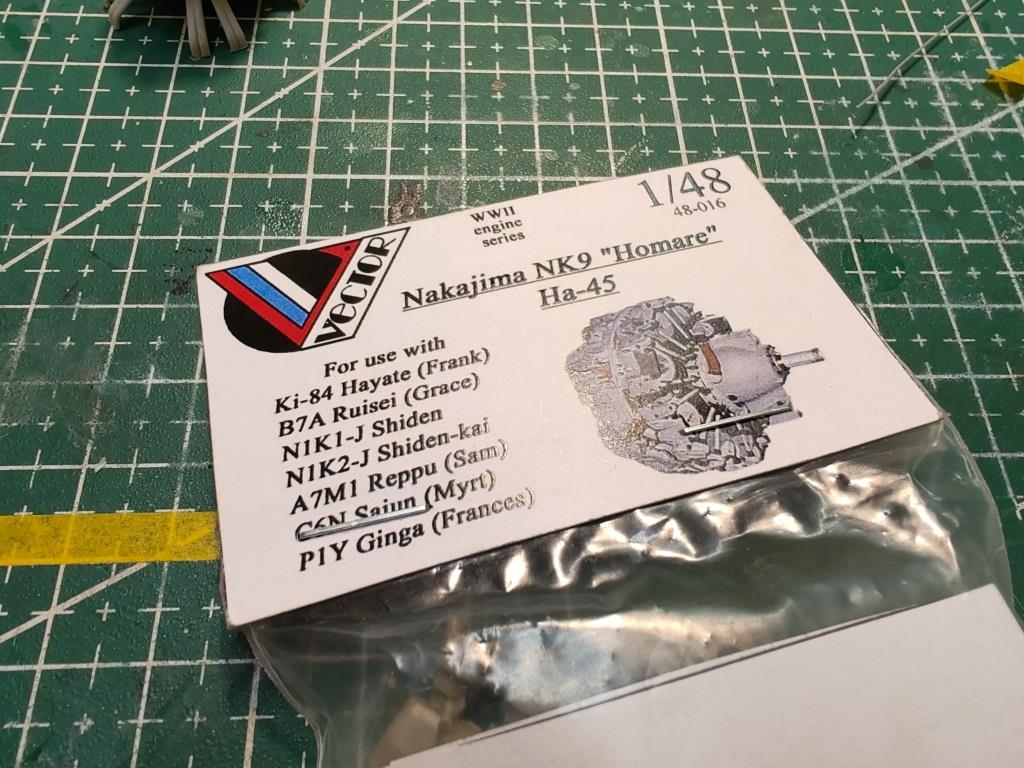 VECTOR
WWII
engine
series
1/48
48-016
Nakajima NK9 "Homare"
Ha-45
For use with
Ki-84 Hayate (Frank)
B7A Ruisei (Grace)
N1K1-J Shiden
N1K2-J Shiden-kai
A7M1 Reppu (Sam)
C6N Saiun (Myrt)
P1Y Ginga (Frances)